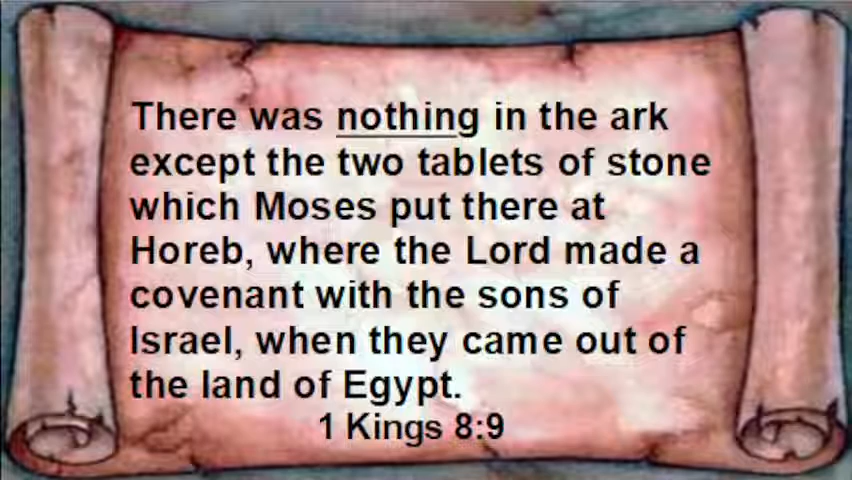 There was nothing in the ark
except the two tablets of stone
which Moses put there at
Horeb, where the Lord made a
covenant with the sons of
Israel, when they came out of
the land of Egypt.
1 Kings 8:9